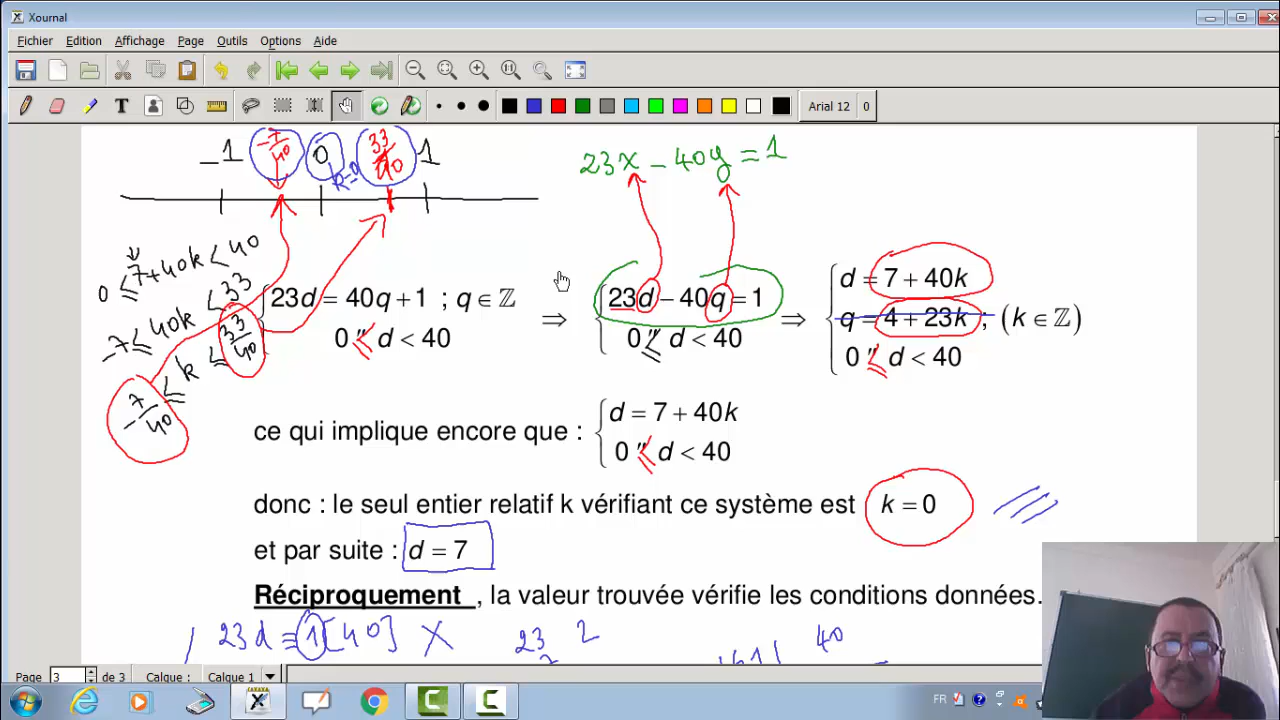 Xournal
Fichier Edition Affichage Page Outils Options Aide
Arial 12 0
-1 -7/40 0 33/40 1
k=0
23x - 40y = 1
0 ≤ 7+40k < 40
-7 ≤ 40k < 33
-7/40 ≤ k ≤ 33/40
23d = 40q + 1 ; q ∈ ℤ
0 ≤ d < 40
⇒
23d - 40q = 1
0 ≤ d < 40
⇒
d = 7 + 40k
q = 4 + 23k ; (k ∈ ℤ)
0 ≤ d < 40
ce qui implique encore que :
d = 7 + 40k
0 ≤ d < 40
donc : le seul entier relatif k vérifiant ce système est k = 0
et par suite : d = 7
Réciproquement , la valeur trouvée vérifie les conditions données.
23d ≡ 1 [40] X 23 2 40
Page 3 de 3 Calque : Calque 1
FR